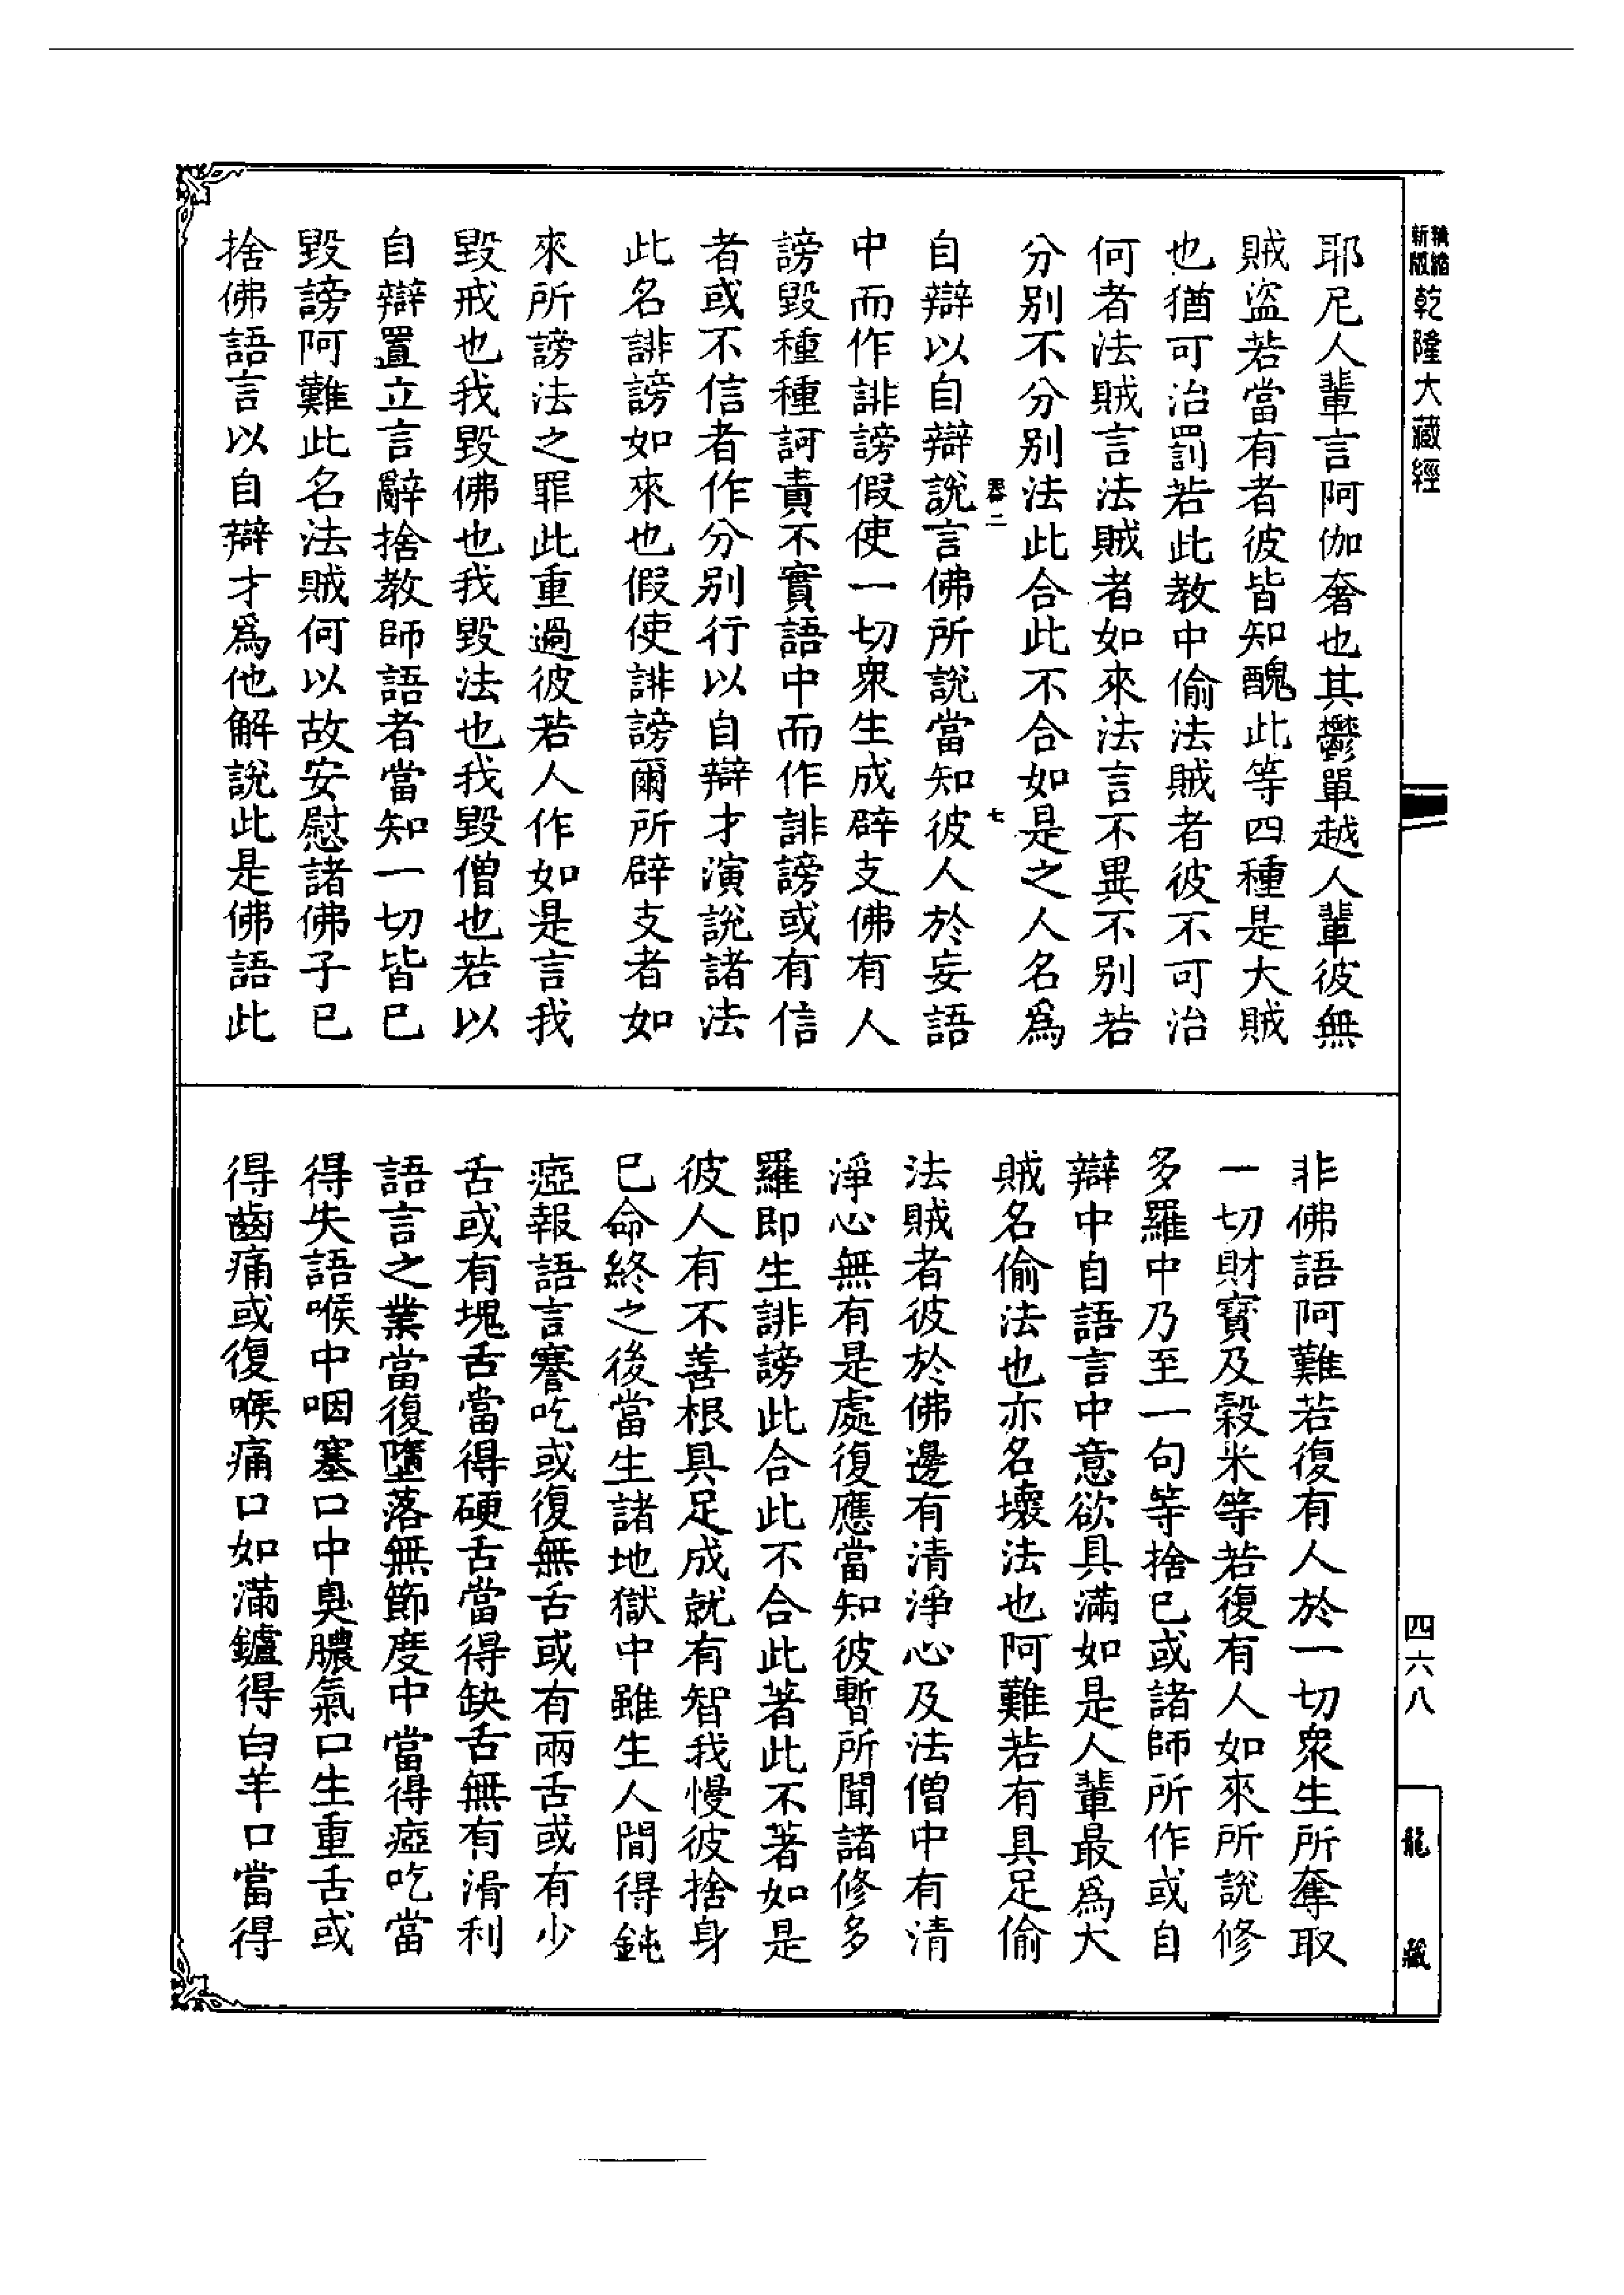 精縮新版乾隆大藏經
耶尼人輩言阿伽奢也其鬱單越人輩彼無
賊盜若當有者彼皆知醜此等四種是大賊
也猶可治罰若此教中偷法賊者彼不可治
何者法賊言法賊者如來法言不異不別若
分別不分別法此合此不合如是之人名為
七
自辯以自辯說言佛所說當知彼人於妄語
中而作誹謗假使一切衆生成辟支佛有人
謗毀種種訶責不實語中而作誹謗或有信
者或不信者作分別行以自辯才演說諸法
此名誹謗如來也假使誹謗爾所辟支者如
來所謗法之罪此重過彼若人作如是言我
毀戒也我毀佛也我毀法也我毀僧也若以
自辯置立言辭捨教師語者當知一切皆已
毀謗阿難此名法賊何以故安慰諸佛子已
捨佛語言以自辯才爲他解說此是佛語此
非佛語阿難若復有人於一切衆生所奪取
一切財寶及穀米等若復有人如來所說修
多羅中乃至一句等捨已或諸師所作或自
辯中自語言中意欲具滿如是人輩最爲大
賊名偷法也亦名壞法也阿難若有具足偷
法賊者彼於佛邊有清淨心及法僧中有清
淨心無有是處復應當知彼暫所聞諸修多
羅即生誹謗此合此不合此著此不著如是
彼人有不善根具足成就有智我慢彼捨身
已命終之後當生諸地獄中雖生人間得鈍
瘂報語言謇吃或復無舌或有兩舌或有少
舌或有塊舌當得硬舌當得缺舌無有滑利
語言之業當復墮落無節度中當得瘂吃當
得失語喉中咽塞口中臭膿氣口生重舌或
得齒痛或復喉痛口如滿鑪得白羊口當得
四六八
龍藏